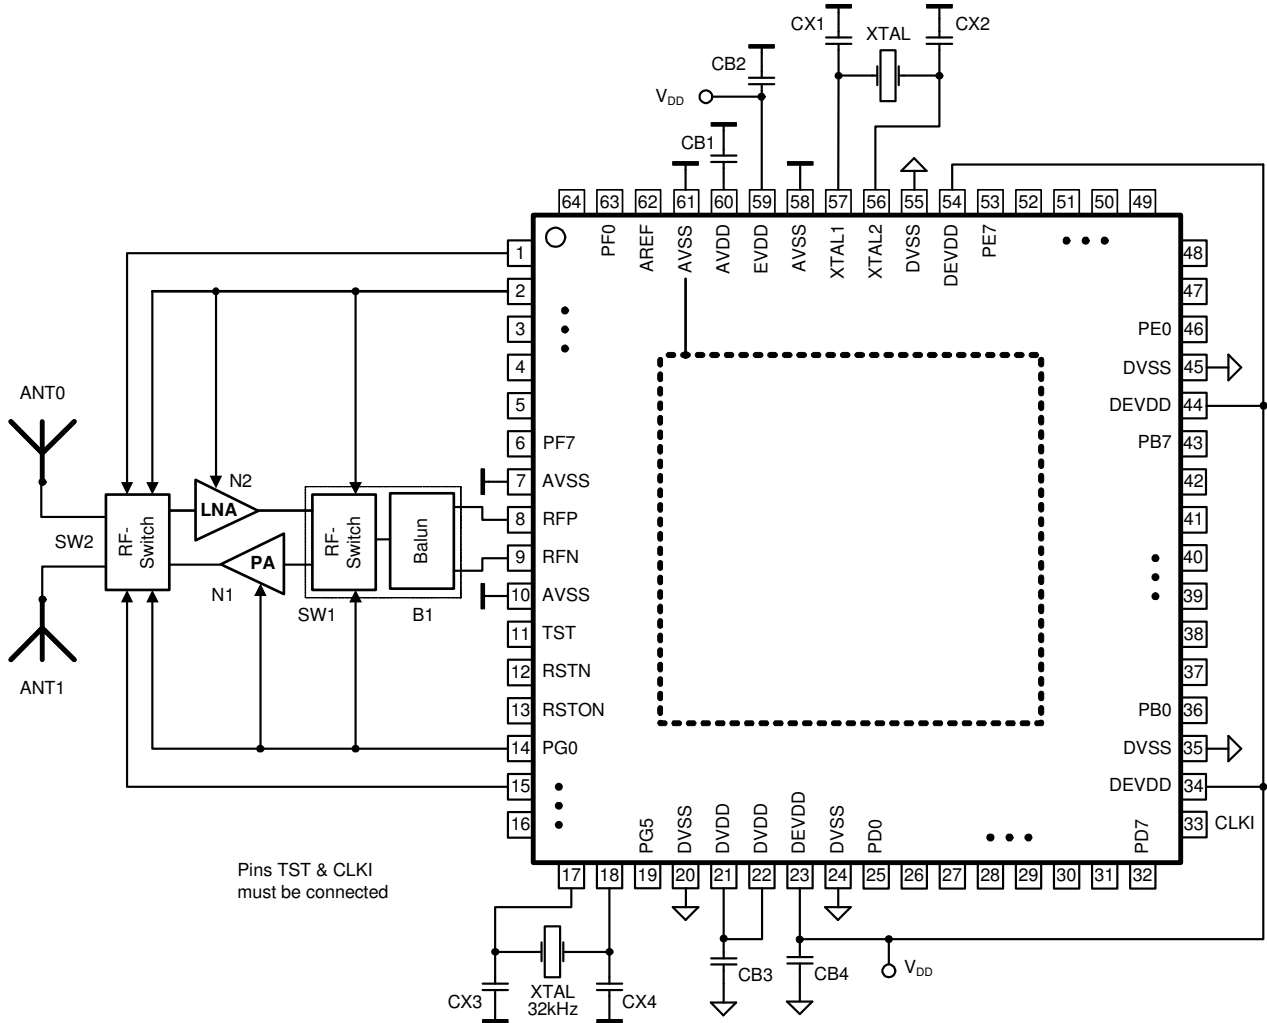 CX1
XTAL
CX2
CB2
V_DD
CB1
64 63 62 61 60 59 58 57 56 55 54 53 52 51 50 49
PF0
AREF
AVSS
AVDD
EVDD
AVSS
XTAL1
XTAL2
DVSS
DEVDD
PE7
1
2
3
4
5
6 PF7
7 AVSS
8 RFP
9 RFN
10 AVSS
11 TST
12 RSTN
13 RSTON
14 PG0
15
16
48
47
PE0 46
DVSS 45
DEVDD 44
PB7 43
42
41
40
39
38
37
PB0 36
DVSS 35
DEVDD 34
33 CLKI
ANT0
N2
LNA
SW2
RF-
Switch
PA
N1
RF-
Switch
Balun
SW1
B1
ANT1
PG5
DVSS
DVDD
DVDD
DEVDD
DVSS
PD0
PD7
17 18 19 20 21 22 23 24 25 26 27 28 29 30 31 32
Pins TST & CLKI
must be connected
CX3
XTAL
32kHz
CX4
CB3
CB4
V_DD